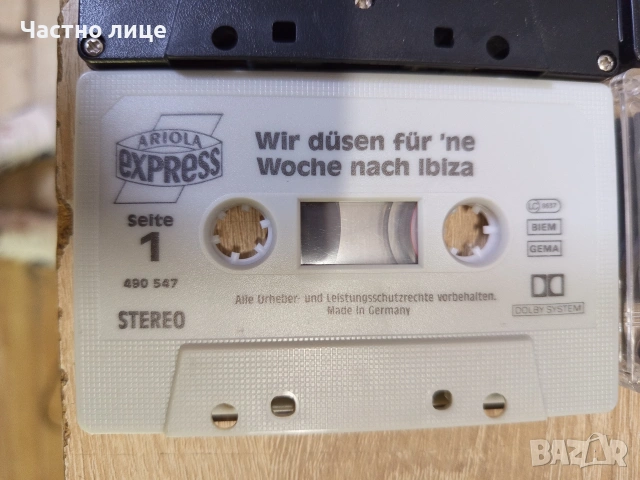 Частно лице
ARIOLA
express
Wir düsen für 'ne
Woche nach Ibiza
Seite
1
490 547
STEREO
BIEM
GEMA
DOLBY SYSTEM
Alle Urheber- und Leistungsschutzrechte vorbehalten.
Made in Germany
BAZAR
bg